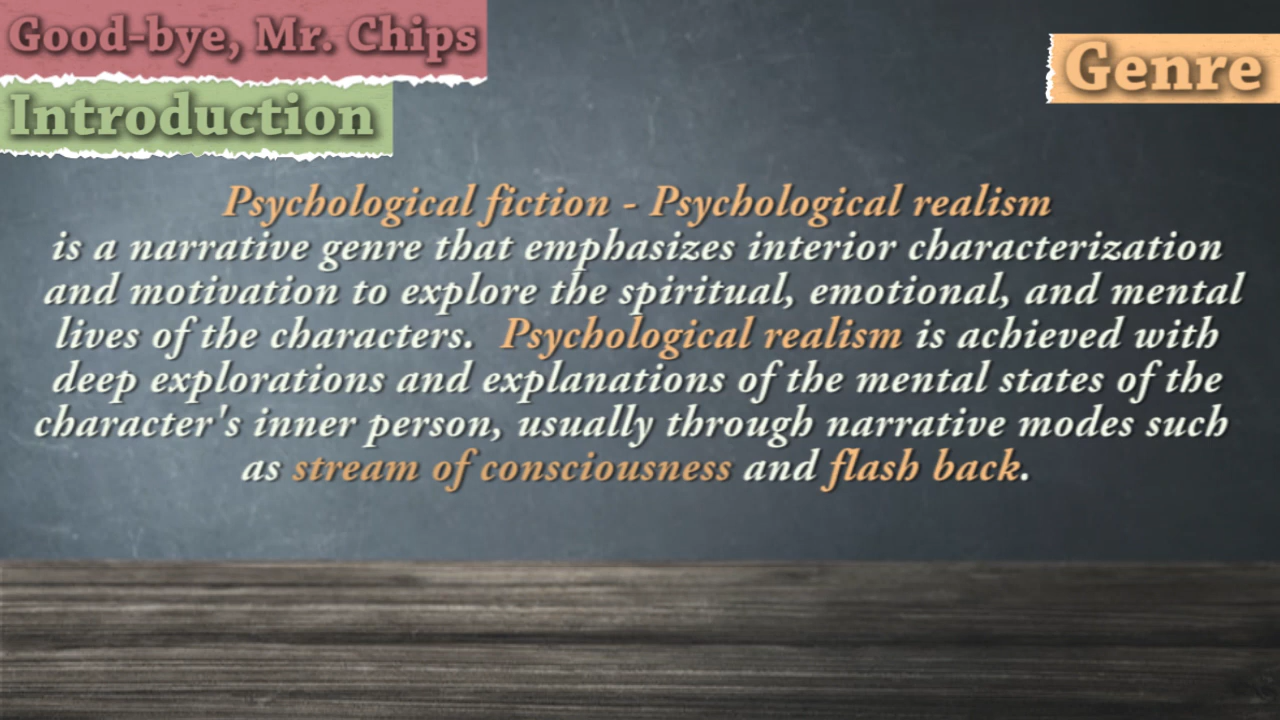 Good-bye, Mr. Chips
Genre
Introduction
Psychological fiction - Psychological realism
is a narrative genre that emphasizes interior characterization
and motivation to explore the spiritual, emotional, and mental
lives of the characters. Psychological realism is achieved with
deep explorations and explanations of the mental states of the
character's inner person, usually through narrative modes such
as stream of consciousness and flash back.